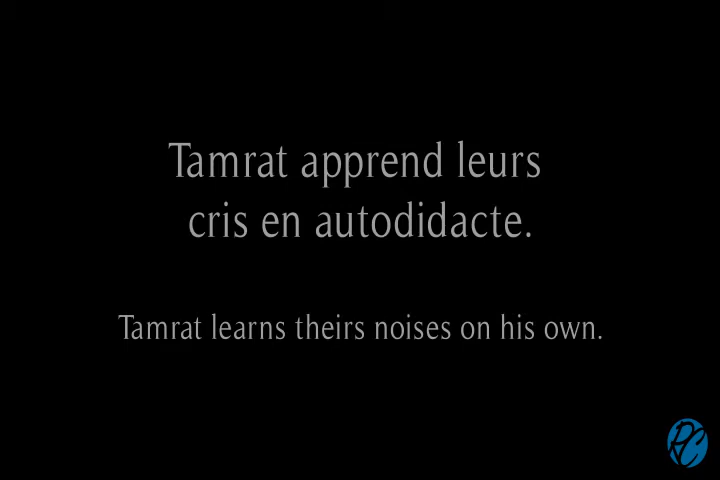 Tamrat apprend leurs
cris en autodidacte.
Tamrat learns theirs noises on his own.